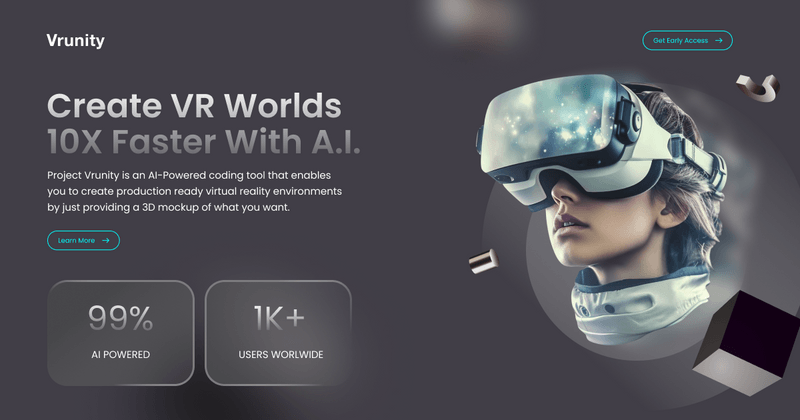 Vrunity
Get Early Access
Create VR Worlds
10X Faster With A.I.
Project Vrunity is an AI-Powered coding tool that enables
you to create production ready virtual reality environments
by just providing a 3D mockup of what you want.
Learn More
99%
AI POWERED
1K+
USERS WORLWIDE